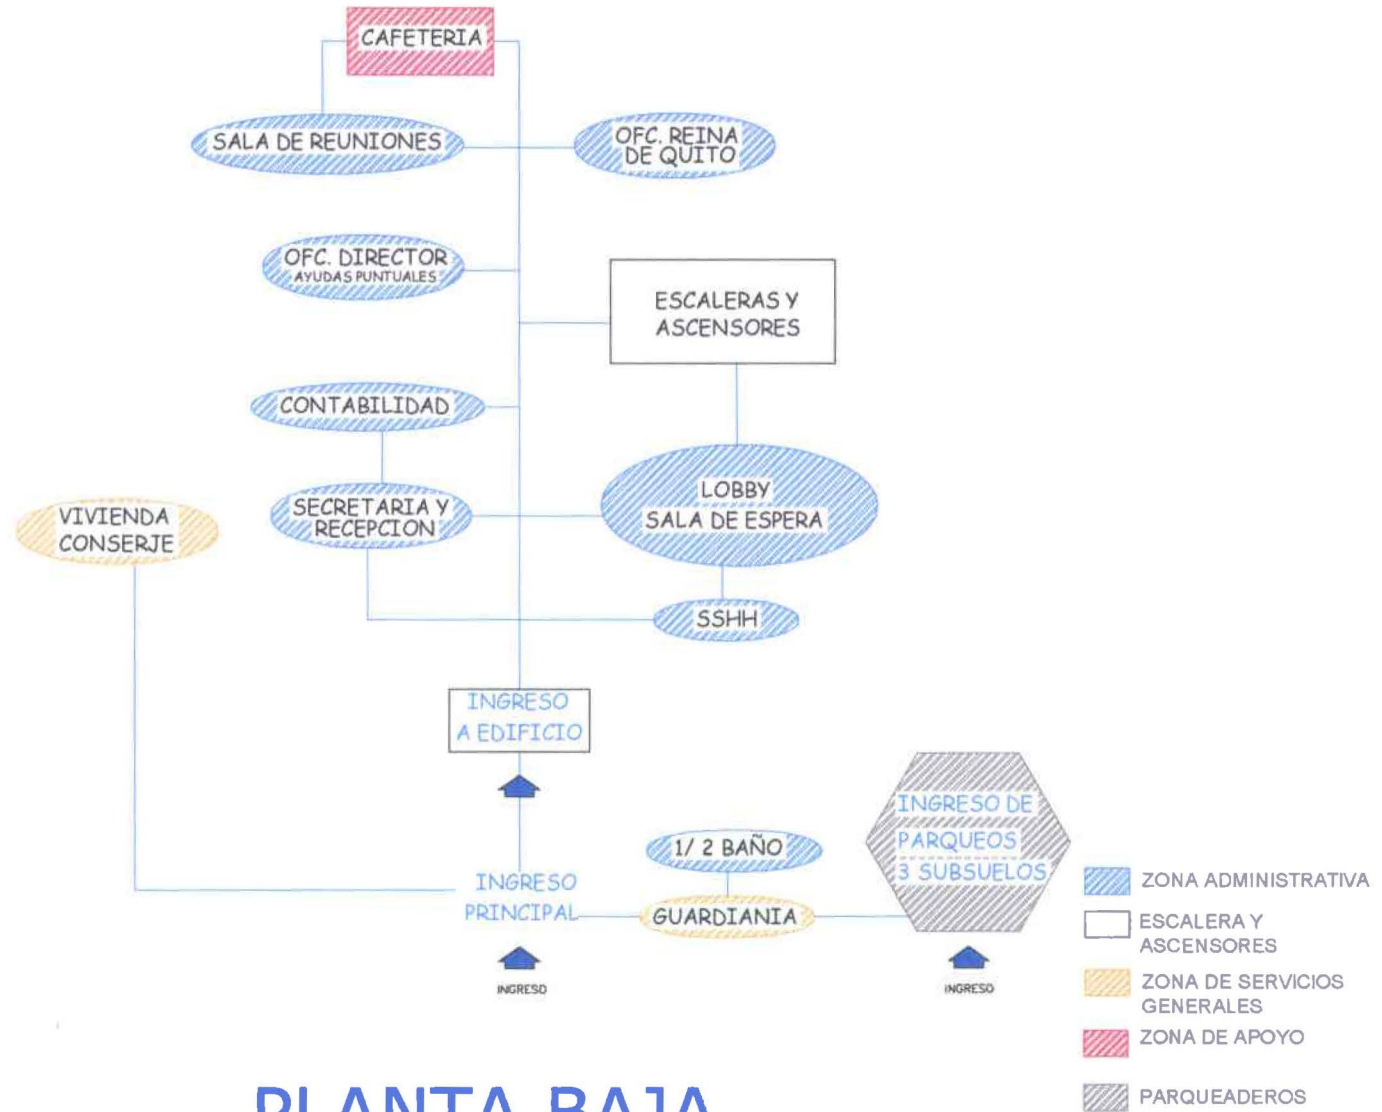 CAFETERIA
SALA DE REUNIONES
OFC. REINA
DE QUITO
OFC. DIRECTOR
AYUDAS PUNTUALES
ESCALERAS Y
ASCENSORES
CONTABILIDAD
SECRETARIA Y
RECEPCION
LOBBY
SALA DE ESPERA
VIVIENDA
CONSERJE
SSHH
INGRESO
A EDIFICIO
INGRESO DE
PARQUEOS
3 SUBSUELOS
1/ 2 BAÑO
INGRESO
PRINCIPAL
GUARDIANIA
INGRESO
INGRESO
ZONA ADMINISTRATIVA
ESCALERA Y
ASCENSORES
ZONA DE SERVICIOS
GENERALES
ZONA DE APOYO
PARQUEADEROS
PLANTA BAJA